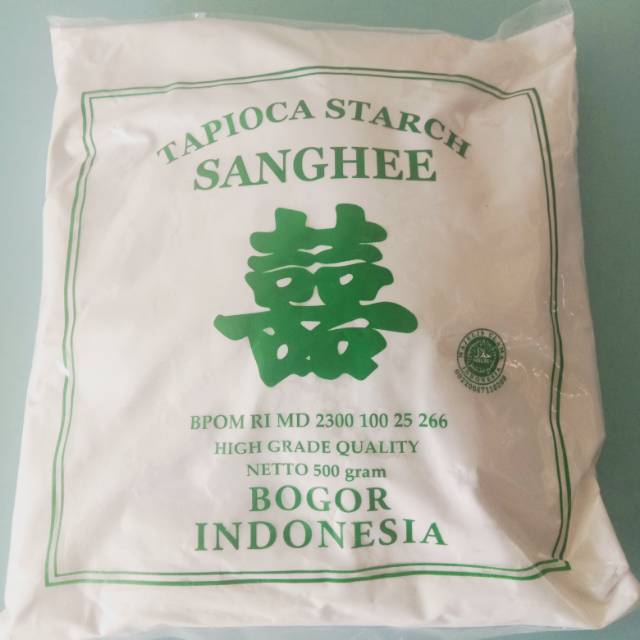 TAPIOCA STARCH
SANGHEE
囍
BPOM RI MD 2300 100 25 266
HIGH GRADE QUALITY
NETTO 500 gram
BOGOR
INDONESIA